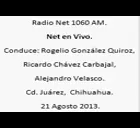 Radio Net 1060 AM.
Net en Vivo.
Conduce: Rogelio González Quiroz,
Ricardo Chávez Carbajal,
Alejandro Velasco.
Cd. Juárez, Chihuahua.
21 Agosto 2013.